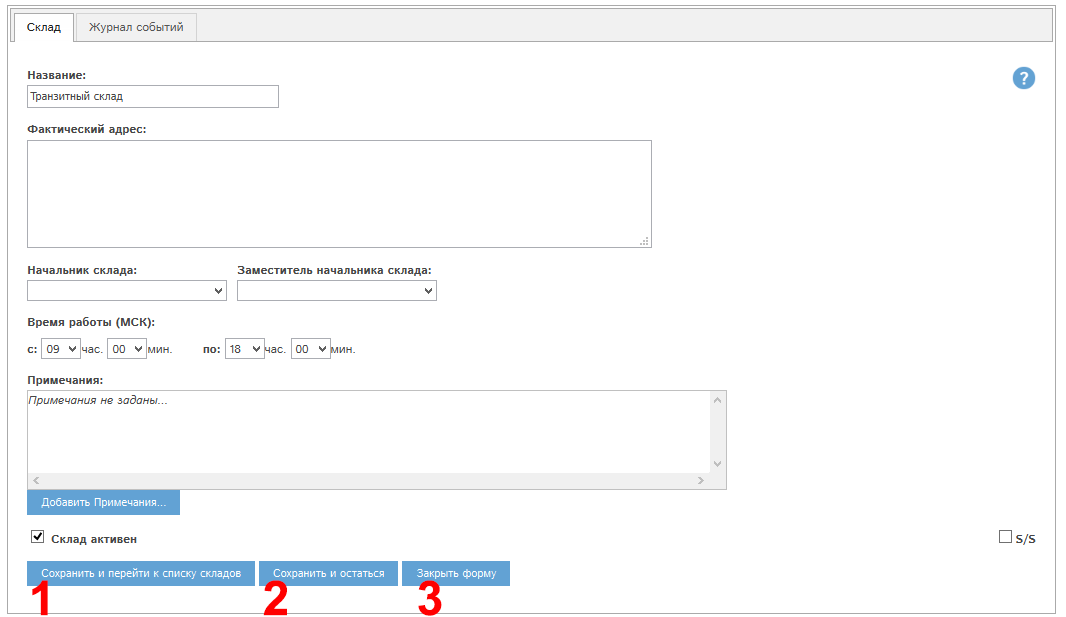 Склад Журнал событий
Название:
?
Транзитный склад
Фактический адрес:
Начальник склада: Заместитель начальника склада:
Время работы (МСК):
с: 09 час. 00 мин. по: 18 час. 00 мин.
Примечания:
Примечания не заданы...
Добавить Примечания...
Склад активен S/S
Сохранить и перейти к списку складов Сохранить и остаться Закрыть форму
1 2 3